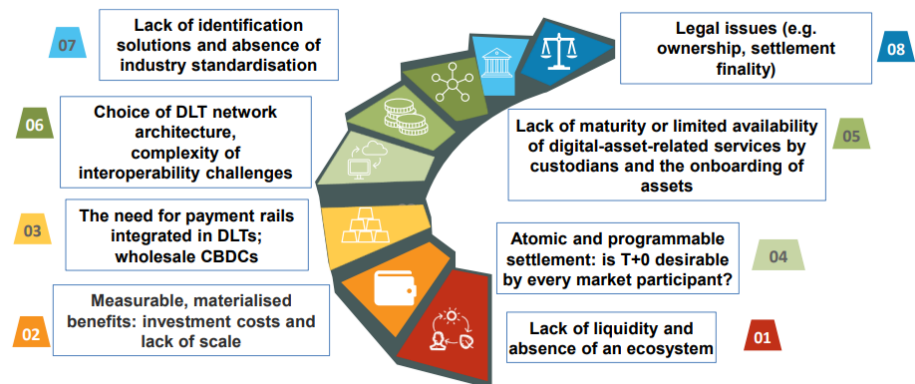 07
Lack of identification
solutions and absence of
industry standardisation
Legal issues (e.g.
ownership, settlement
finality)
08
06
Choice of DLT network
architecture,
complexity of
interoperability challenges
Lack of maturity or limited availability
of digital-asset-related services by
custodians and the onboarding of
assets
05
03
The need for payment rails
integrated in DLTs;
wholesale CBDCs
Atomic and programmable
settlement: is T+0 desirable
by every market participant?
04
02
Measurable, materialised
benefits: investment costs and
lack of scale
Lack of liquidity and
absence of an ecosystem
01